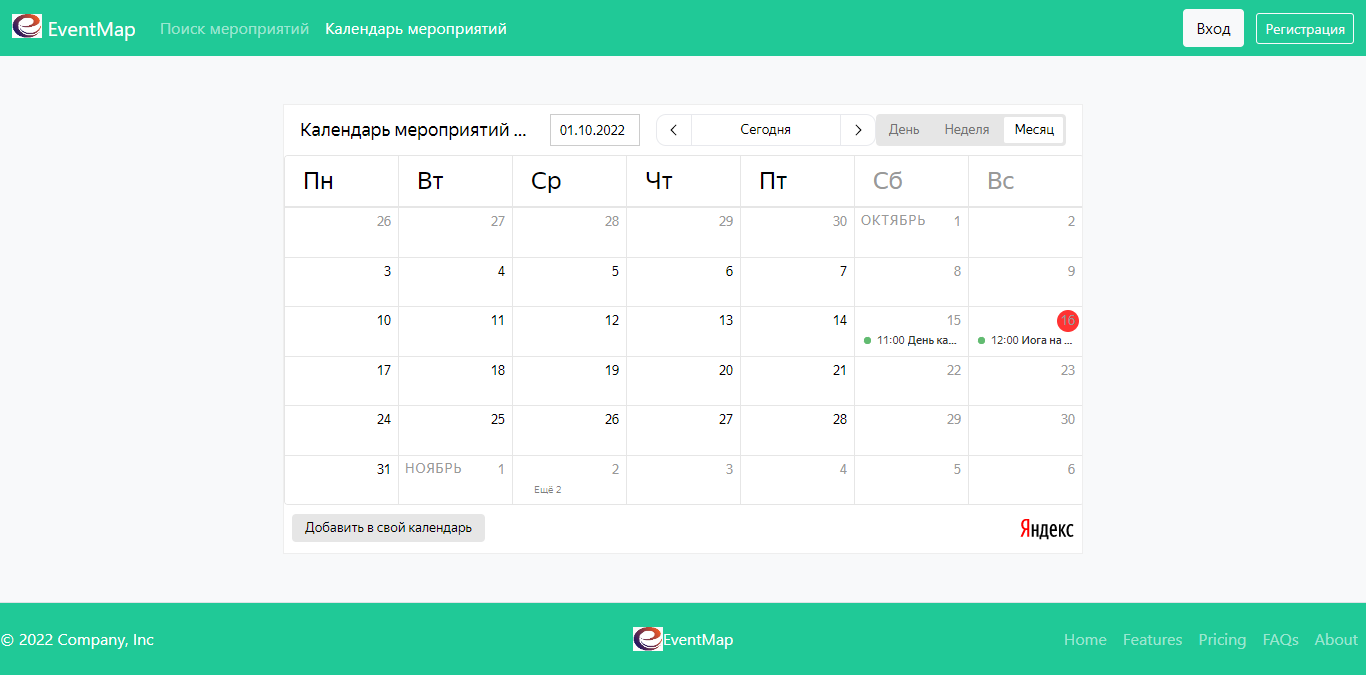 EventMap Поиск мероприятий Календарь мероприятий Вход Регистрация
Календарь мероприятий ... 01.10.2022 Сегодня День Неделя Месяц
Пн Вт Ср Чт Пт Сб Вс
26 27 28 29 30 ОКТЯБРЬ 1 2
3 4 5 6 7 8 9
10 11 12 13 14 15 16
11:00 День ка... 12:00 Йога на ...
17 18 19 20 21 22 23
24 25 26 27 28 29 30
31 НОЯБРЬ 1 2 3 4 5 6
Ещё 2
Добавить в свой календарь Яндекс
© 2022 Company, Inc EventMap Home Features Pricing FAQs About